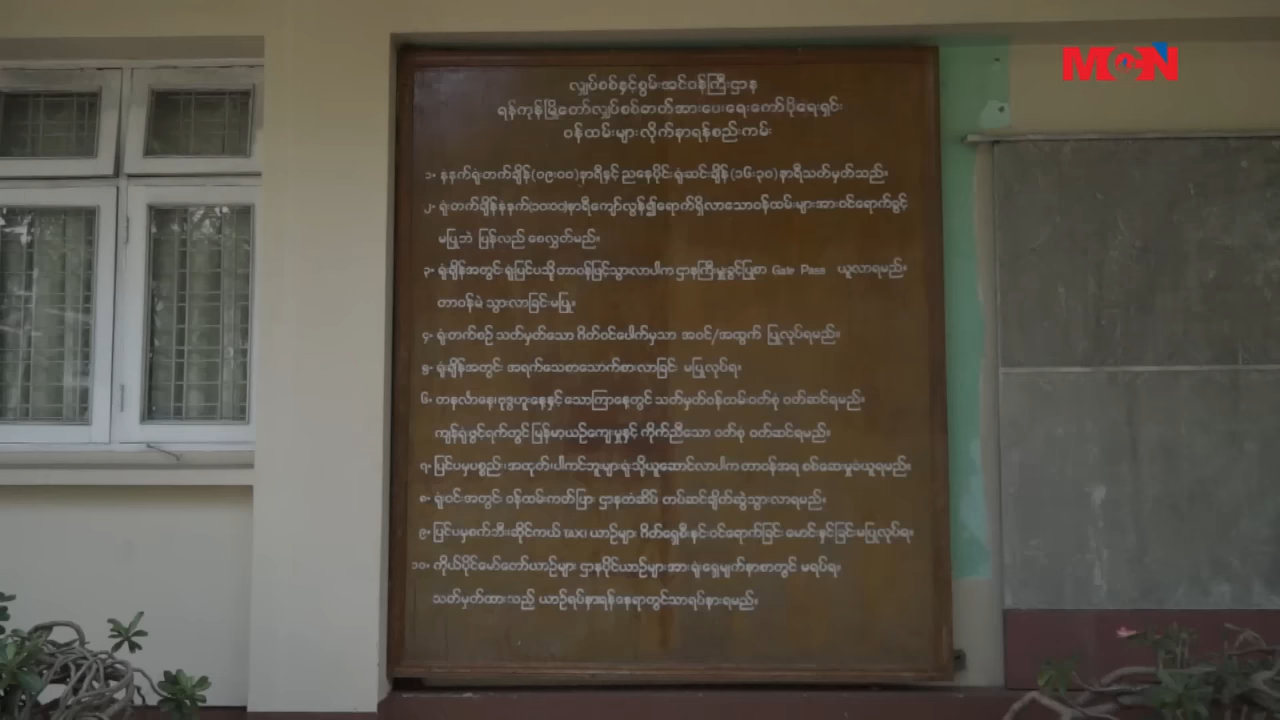 MCN
လျှပ်စစ်နှင့်စွမ်းအင်ဝန်ကြီးဌာန
ရန်ကုန်မြို့တော်လျှပ်စစ်ဓာတ်အားပေးရေးကော်ပိုရေးရှင်း
ဝန်ထမ်းများလိုက်နာရန်စည်းကမ်း
၁။ နံနက်ရုံးတက်ချိန်(၀၉:၀၀)နာရီနှင့် ညနေပိုင်းရုံးဆင်းချိန်(၁၆:၃၀)နာရီသတ်မှတ်သည်။
၂။ ရုံးတက်ချိန်နံနက်(၁၀:၀၀)နာရီကျော်လွန်၍ရောက်ရှိလာသောဝန်ထမ်းများအားဝင်ရောက်ခွင့်
မပြုဘဲ ပြန်လည် စေလွှတ်မည်။
၃။ ရုံးချိန်အတွင်း ရုံးပြင်ပသို့ တာဝန်ဖြင့်သွားလာပါက ဌာနကြီးမှူးခွင့်ပြုစာ Gate Pass ယူလာရမည်။
တာဝန်မဲ့ သွားလာခြင်းမပြု။
၄။ ရုံးတက်စဉ် သတ်မှတ်သော ဂိတ်ဝင်ပေါက်မှသာ အဝင်/အထွက် ပြုလုပ်ရမည်။
၅။ ရုံးချိန်အတွင်း အရက်သေစာသောက်စားလာခြင်း မပြုလုပ်ရ။
၆။ တနင်္လာနေ့၊ဗုဒ္ဓဟူးနေ့နှင့် သောကြာနေ့တွင် သတ်မှတ်ဝန်ထမ်းဝတ်စုံ ဝတ်ဆင်ရမည်။
ကျန်ရုံးဖွင့်ရက်တွင် မြန်မာ့ယဉ်ကျေးမှုနှင့် ကိုက်ညီသော ဝတ်စုံ ဝတ်ဆင်ရမည်။
၇။ ပြင်ပမှပစ္စည်း၊ အထုတ်၊ပါကင်ဘူးများရုံးသို့ယူဆောင်လာပါက တာဝန်အရ စစ်ဆေးမှုခံယူရမည်။
၈။ ရုံးဝင်းအတွင်း ဝန်ထမ်းကတ်ပြား ဌာနတံဆိပ် တပ်ဆင်ချိတ်ဆွဲသွားလာရမည်။
၉။ ပြင်ပမှစက်ဘီး၊ဆိုင်ကယ် TAXI ယာဉ်များ ဂိတ်ရှေ့စီးနင်းဝင်ရောက်ခြင်း မောင်းနှင်ခြင်းမပြုလုပ်ရ။
၁၀။ ကိုယ်ပိုင်မော်တော်ယာဉ်များ ဌာနပိုင်ယာဉ်များအား ရုံးရှေ့မျက်နှာစာတွင် မရပ်ရ။
သတ်မှတ်ထားသည့် ယာဉ်ရပ်နားရန်နေရာတွင်သာရပ်နားရမည်။